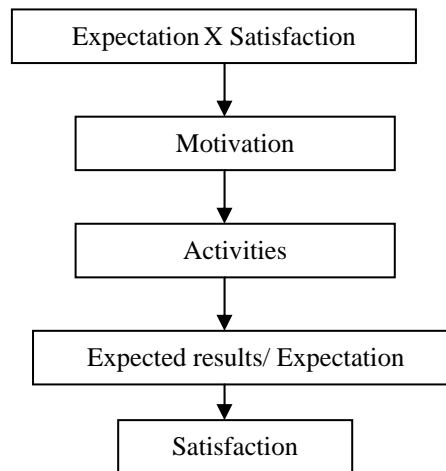 Expectation X Satisfaction
Motivation
Activities
Expected results/ Expectation
Satisfaction